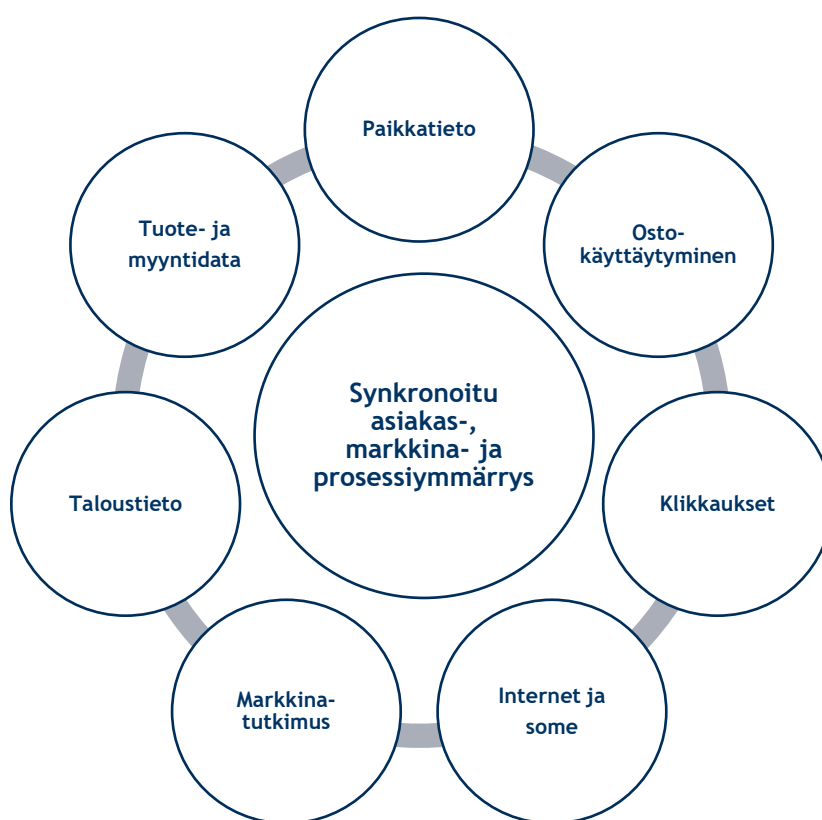 Paikkatieto
Osto-
käyttäytyminen
Klikkaukset
Internet ja
some
Markkina-
tutkimus
Taloustieto
Tuote- ja
myyntidata
Synkronoitu
asiakas-,
markkina- ja
prosessiymmärrys